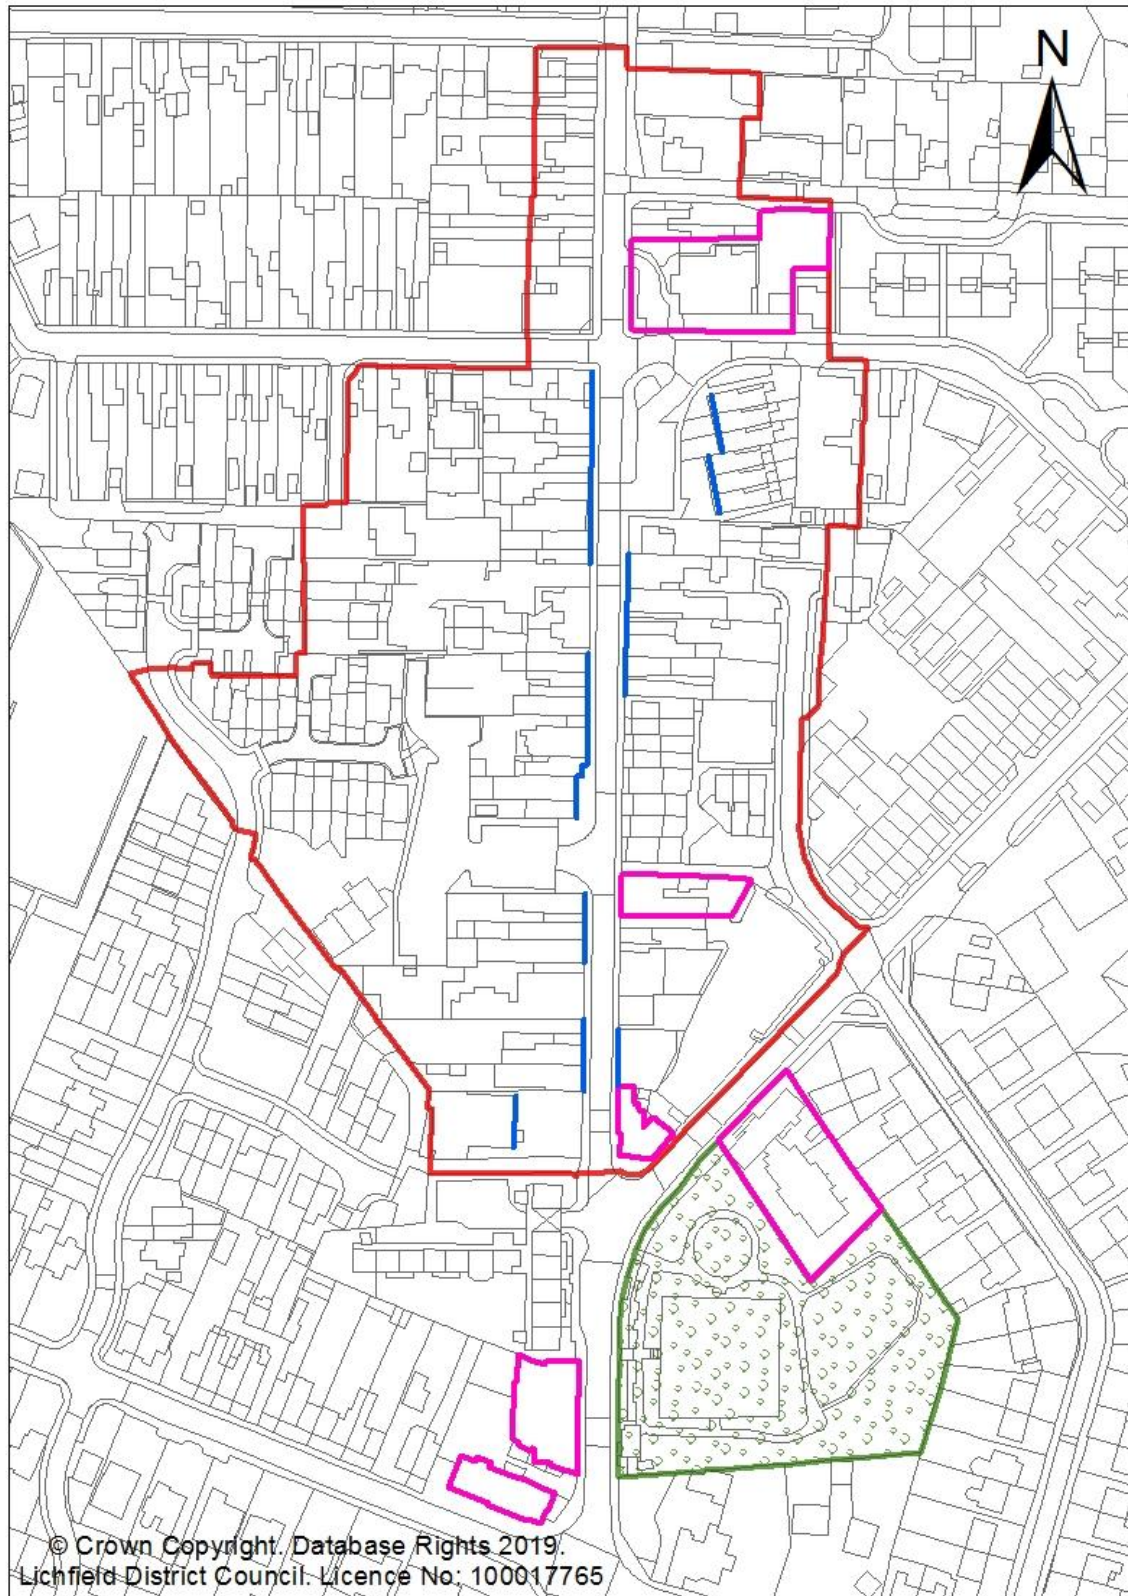 N
© Crown Copyright. Database Rights 2019.
Lichfield District Council. Licence No: 100017765